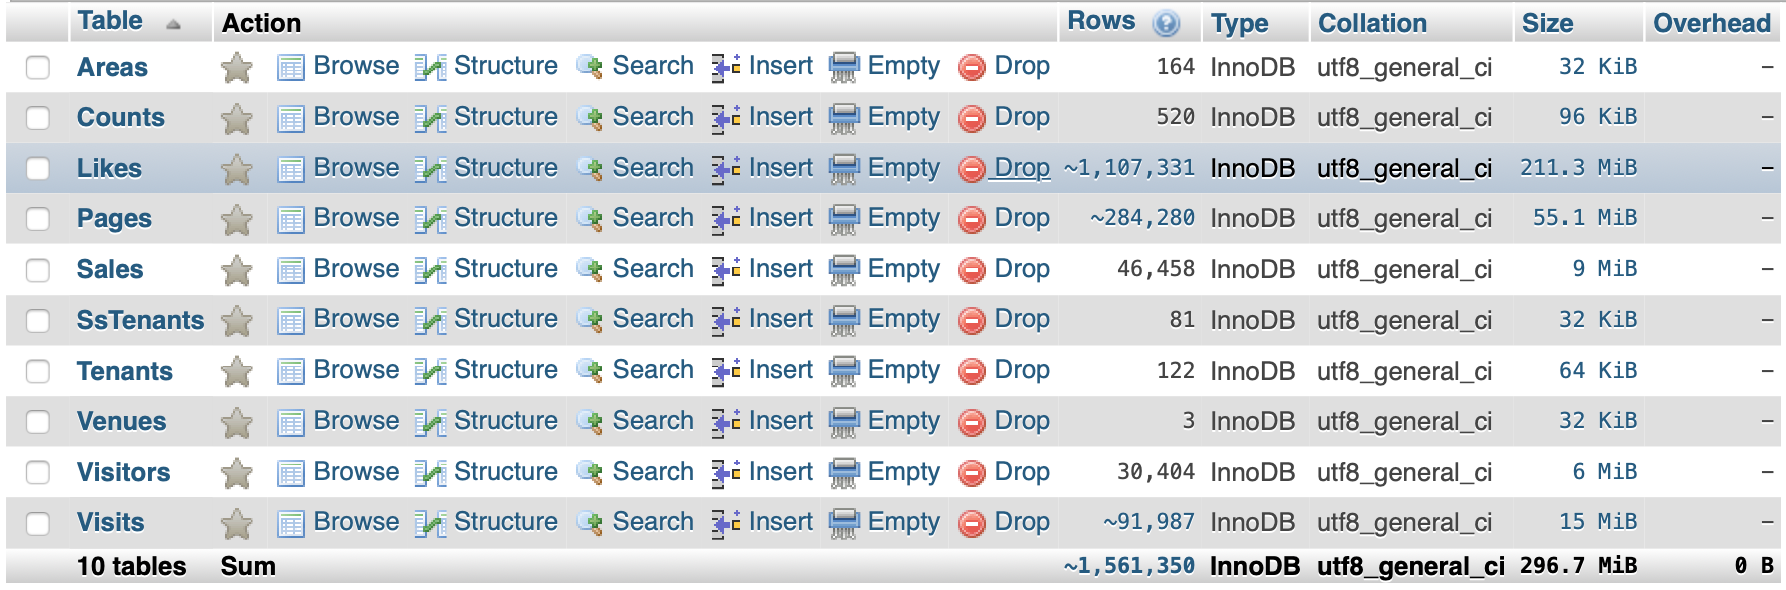 Table Action Rows Type Collation Size Overhead
Areas Browse Structure Search Insert Empty Drop 164 InnoDB utf8_general_ci 32 KiB –
Counts Browse Structure Search Insert Empty Drop 520 InnoDB utf8_general_ci 96 KiB –
Likes Browse Structure Search Insert Empty Drop ~1,107,331 InnoDB utf8_general_ci 211.3 MiB –
Pages Browse Structure Search Insert Empty Drop ~284,280 InnoDB utf8_general_ci 55.1 MiB –
Sales Browse Structure Search Insert Empty Drop 46,458 InnoDB utf8_general_ci 9 MiB –
SsTenants Browse Structure Search Insert Empty Drop 81 InnoDB utf8_general_ci 32 KiB –
Tenants Browse Structure Search Insert Empty Drop 122 InnoDB utf8_general_ci 64 KiB –
Venues Browse Structure Search Insert Empty Drop 3 InnoDB utf8_general_ci 32 KiB –
Visitors Browse Structure Search Insert Empty Drop 30,404 InnoDB utf8_general_ci 6 MiB –
Visits Browse Structure Search Insert Empty Drop ~91,987 InnoDB utf8_general_ci 15 MiB –
10 tables Sum ~1,561,350 InnoDB utf8_general_ci 296.7 MiB 0 B